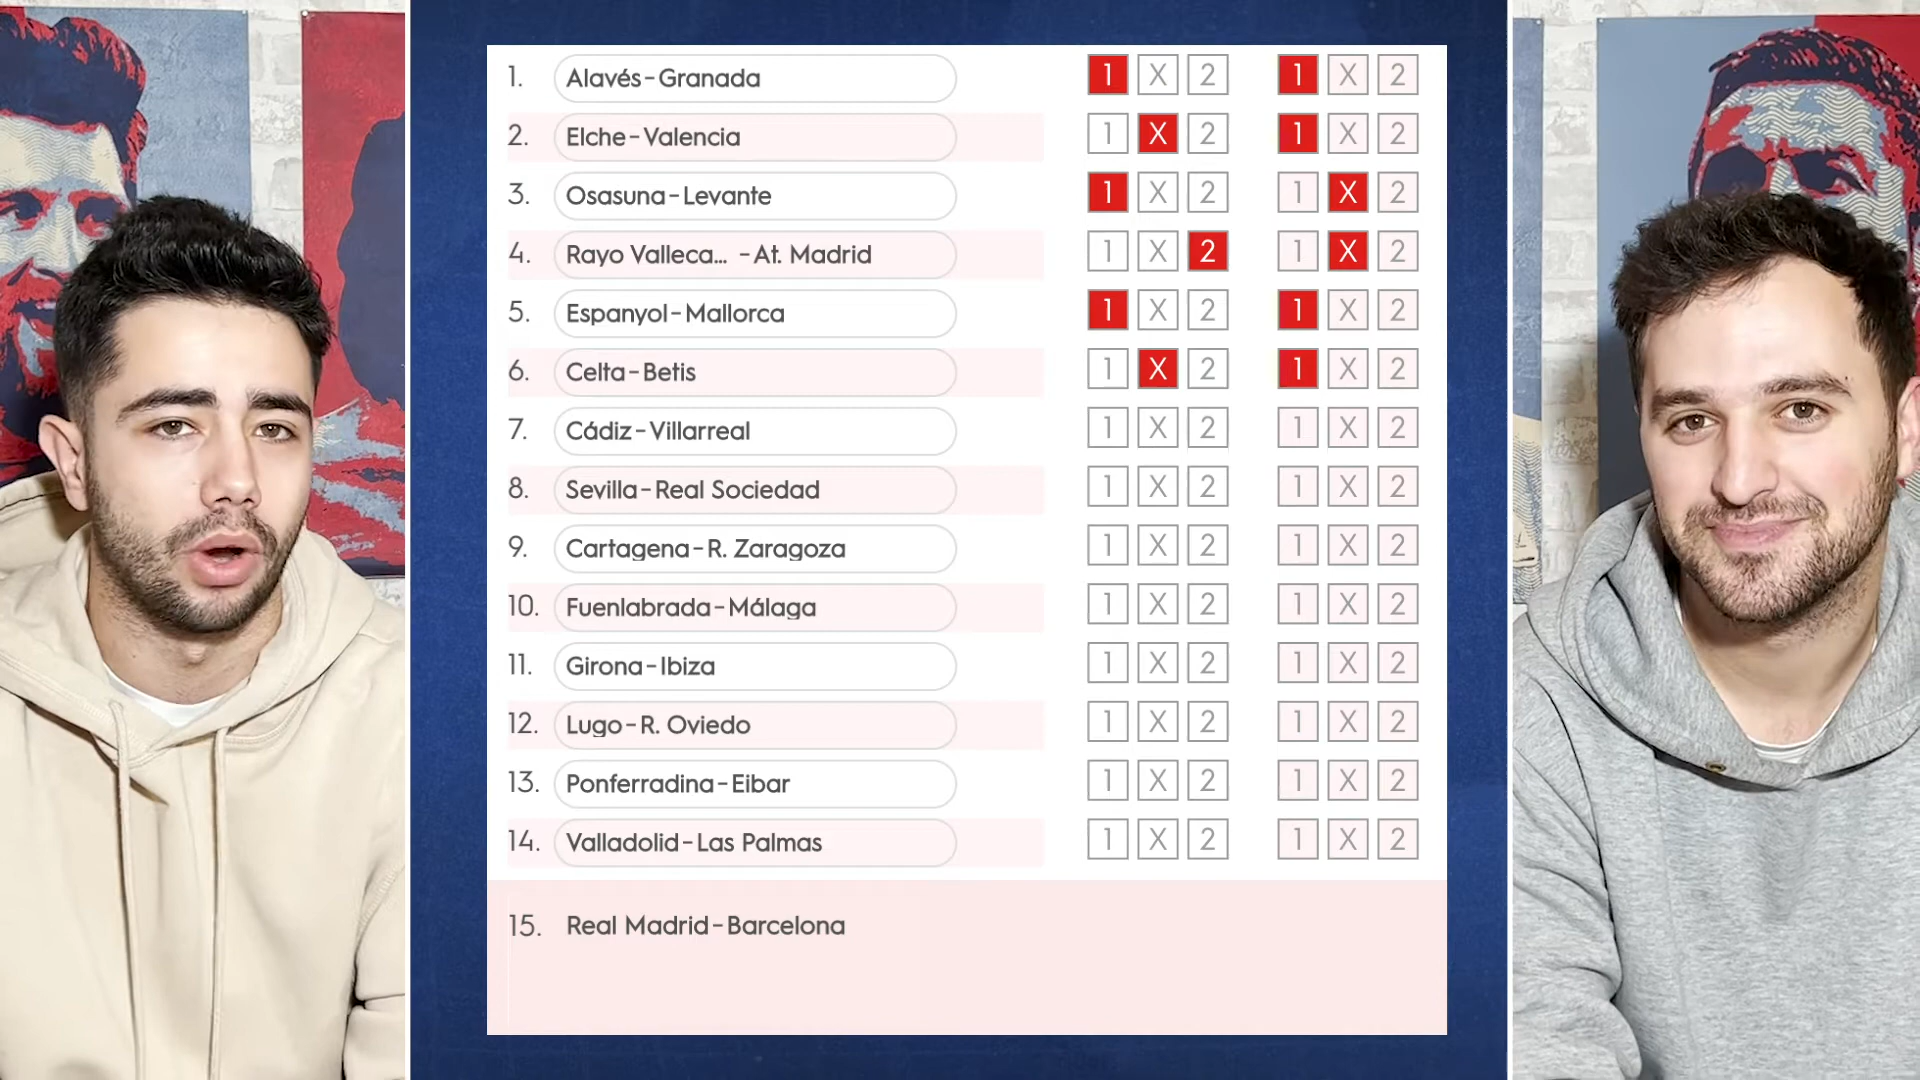 1. Alavés-Granada 1 X 2 1 X 2
2. Elche-Valencia 1 X 2 1 X 2
3. Osasuna-Levante 1 X 2 1 X 2
4. Rayo Valleca... -At. Madrid 1 X 2 1 X 2
5. Espanyol-Mallorca 1 X 2 1 X 2
6. Celta-Betis 1 X 2 1 X 2
7. Cádiz-Villarreal 1 X 2 1 X 2
8. Sevilla-Real Sociedad 1 X 2 1 X 2
9. Cartagena-R. Zaragoza 1 X 2 1 X 2
10. Fuenlabrada-Málaga 1 X 2 1 X 2
11. Girona-Ibiza 1 X 2 1 X 2
12. Lugo-R. Oviedo 1 X 2 1 X 2
13. Ponferradina-Eibar 1 X 2 1 X 2
14. Valladolid-Las Palmas 1 X 2 1 X 2
15. Real Madrid-Barcelona